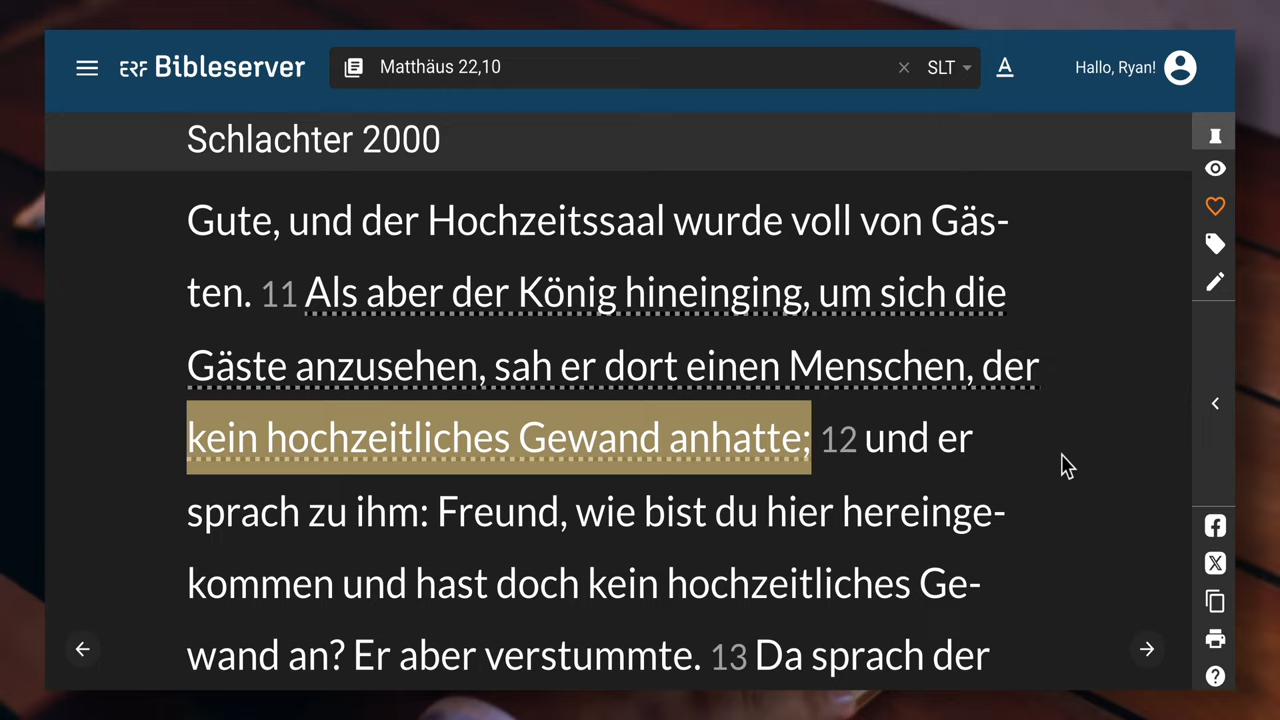 ERF Bibleserver
Matthäus 22,10
SLT
A
Hallo, Ryan!
Schlachter 2000
Gute, und der Hochzeitssaal wurde voll von Gäs-
ten. 11 Als aber der König hineinging, um sich die
Gäste anzusehen, sah er dort einen Menschen, der
kein hochzeitliches Gewand anhatte; 12 und er
sprach zu ihm: Freund, wie bist du hier hereinge-
kommen und hast doch kein hochzeitliches Ge-
wand an? Er aber verstummte. 13 Da sprach der